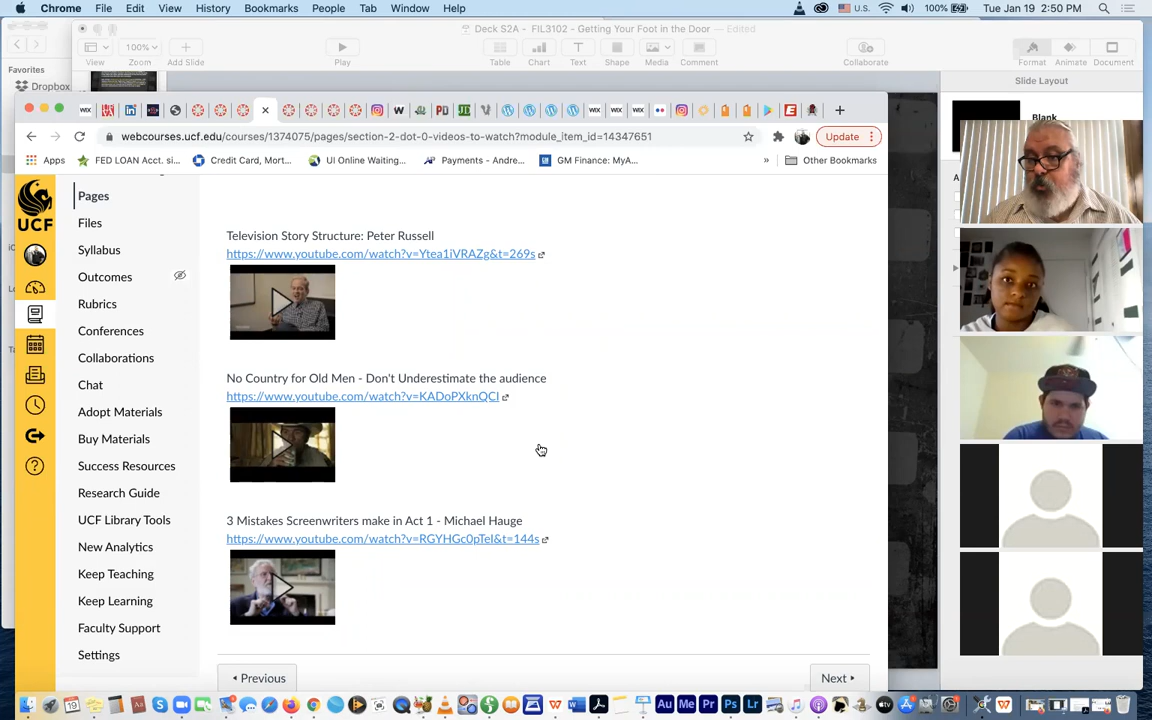 Chrome File Edit View History Bookmarks People Tab Window Help U.S. 100% Tue Jan 19 2:50 PM
Deck S2A - FIL3102 - Getting Your Foot in the Door — Edited
100%
View Zoom Add Slide Play Table Chart Text Shape Media Comment Collaborate Format Animate Document
Favorites
Dropbox
Slide Layout
Blank
webcourses.ucf.edu/courches/1374075/pages/section-2-dot-0-videos-to-watch?module_item_id=14347651
Update
Apps FED LOAN Acct. si... Credit Card, Mort... UI Online Waiting... Payments - Andre... GM Finance: MyA... » Other Bookmarks
UCF
Pages
Files
Syllabus
Outcomes
Rubrics
Conferences
Collaborations
Chat
Adopt Materials
Buy Materials
Success Resources
Research Guide
UCF Library Tools
New Analytics
Keep Teaching
Keep Learning
Faculty Support
Settings
Television Story Structure: Peter Russell
https://www.youtube.com/watch?v=Ytea1iVRAZg&t=269s
No Country for Old Men - Don't Underestimate the audience
https://www.youtube.com/watch?v=KADoPXknQCI
3 Mistakes Screenwriters make in Act 1 - Michael Hauge
https://www.youtube.com/watch?v=RGYHGc0pTeI&t=144s
Previous
Next
19
Au Me Pr Ps Lr